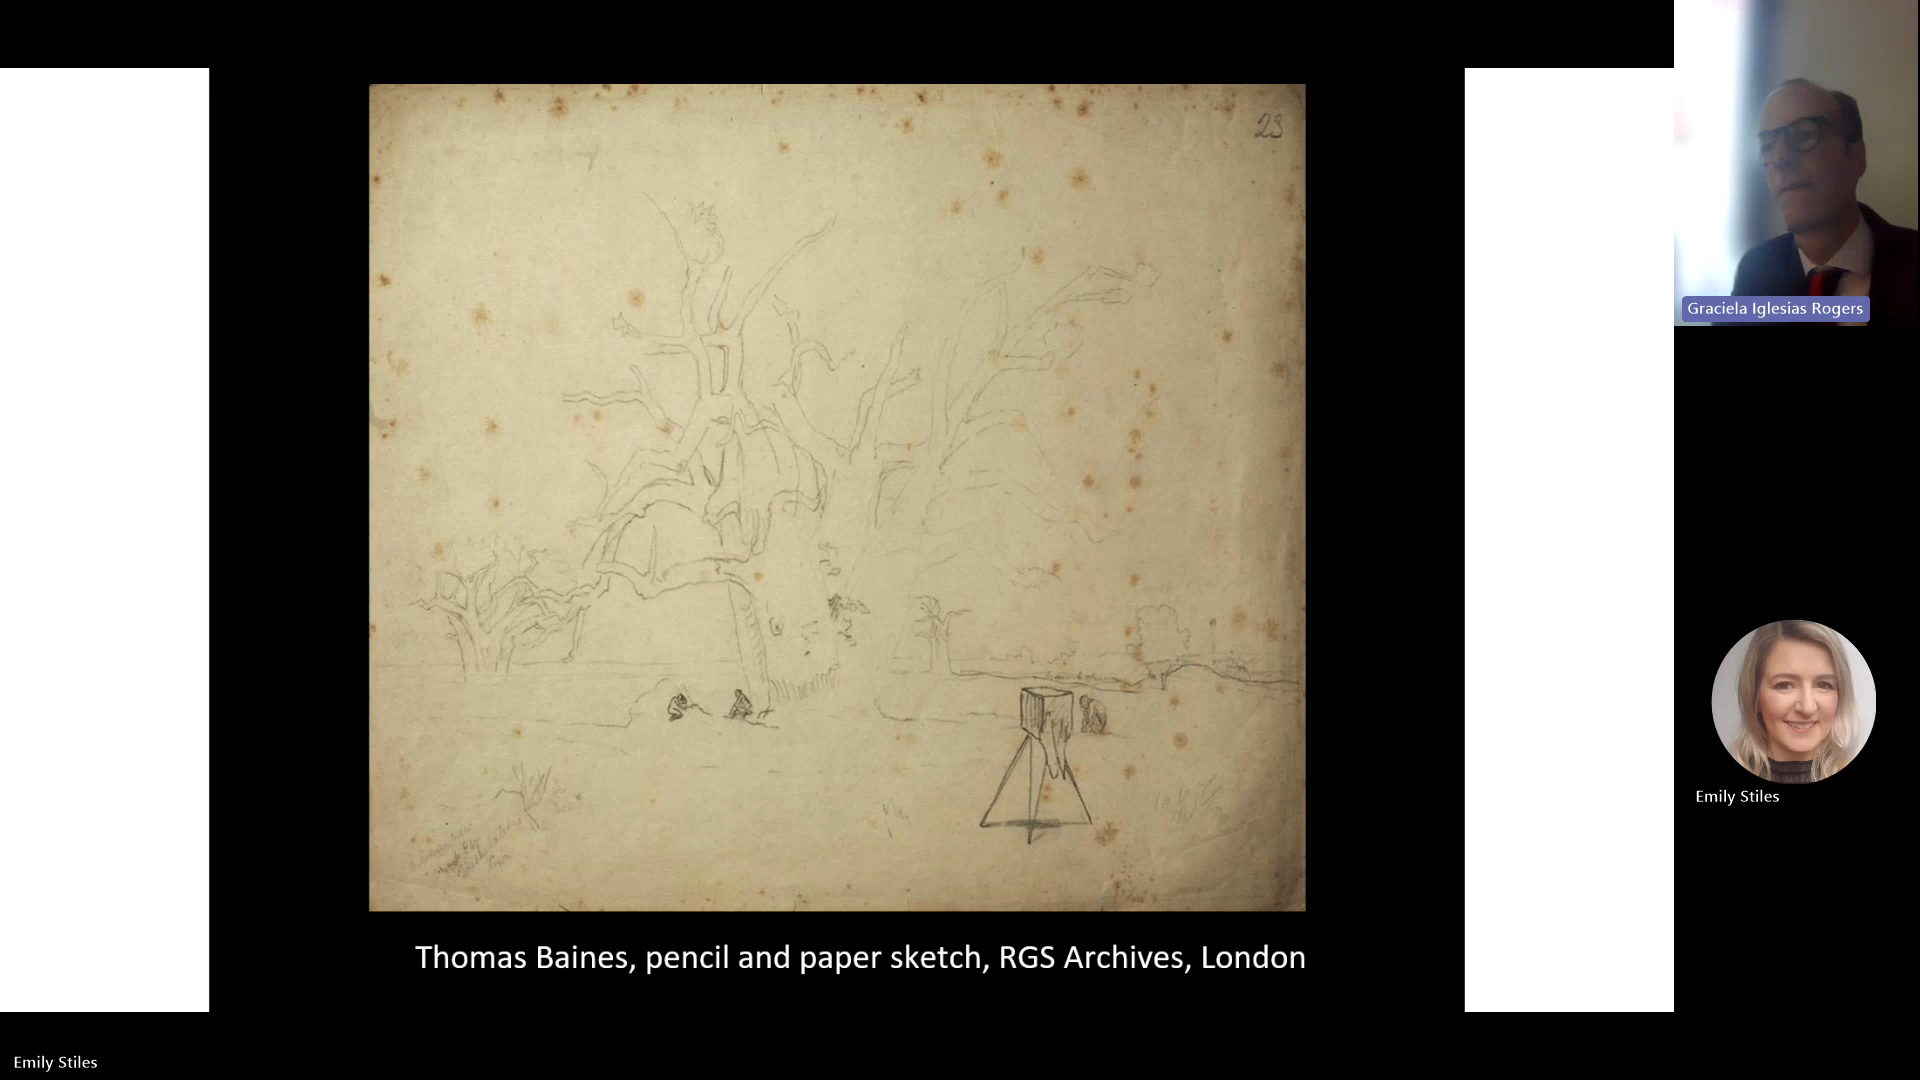 23
Thomas Baines, pencil and paper sketch, RGS Archives, London
Graciela Iglesias Rogers
Emily Stiles
Emily Stiles